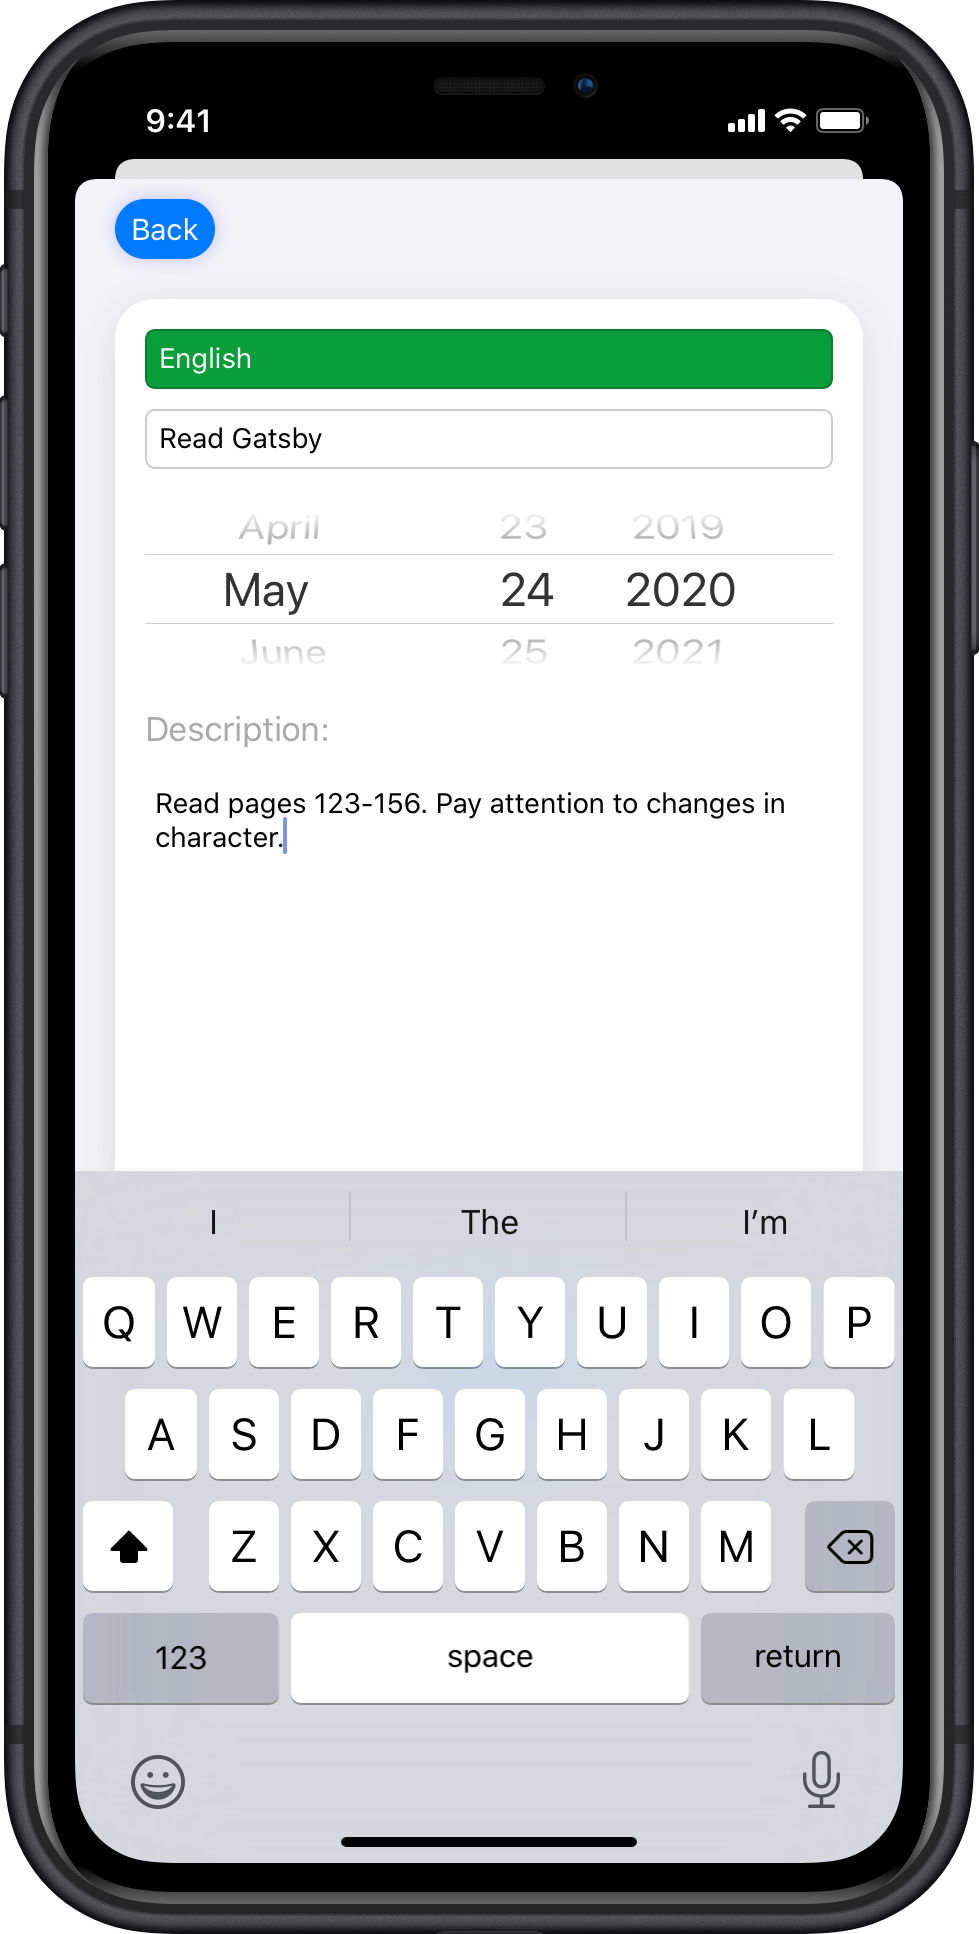 9:41
Back
English
Read Gatsby
April 23 2019
May 24 2020
June 25 2021
Description:
Read pages 123-156. Pay attention to changes in
character.
I The I’m
Q W E R T Y U I O P
A S D F G H J K L
Z X C V B N M
123 space return